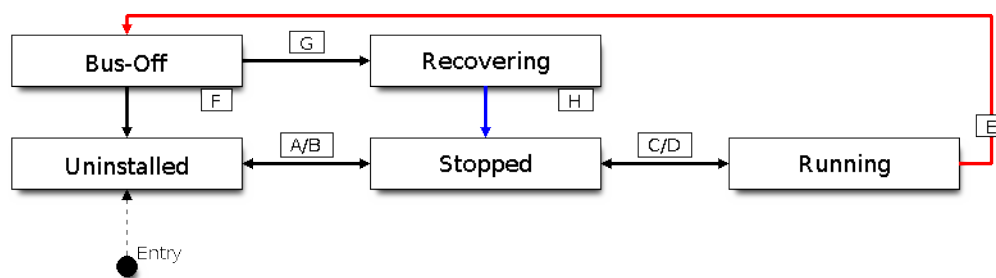 G
Bus-Off
Recovering
F
H
E
A/B
C/D
Uninstalled
Stopped
Running
Entry